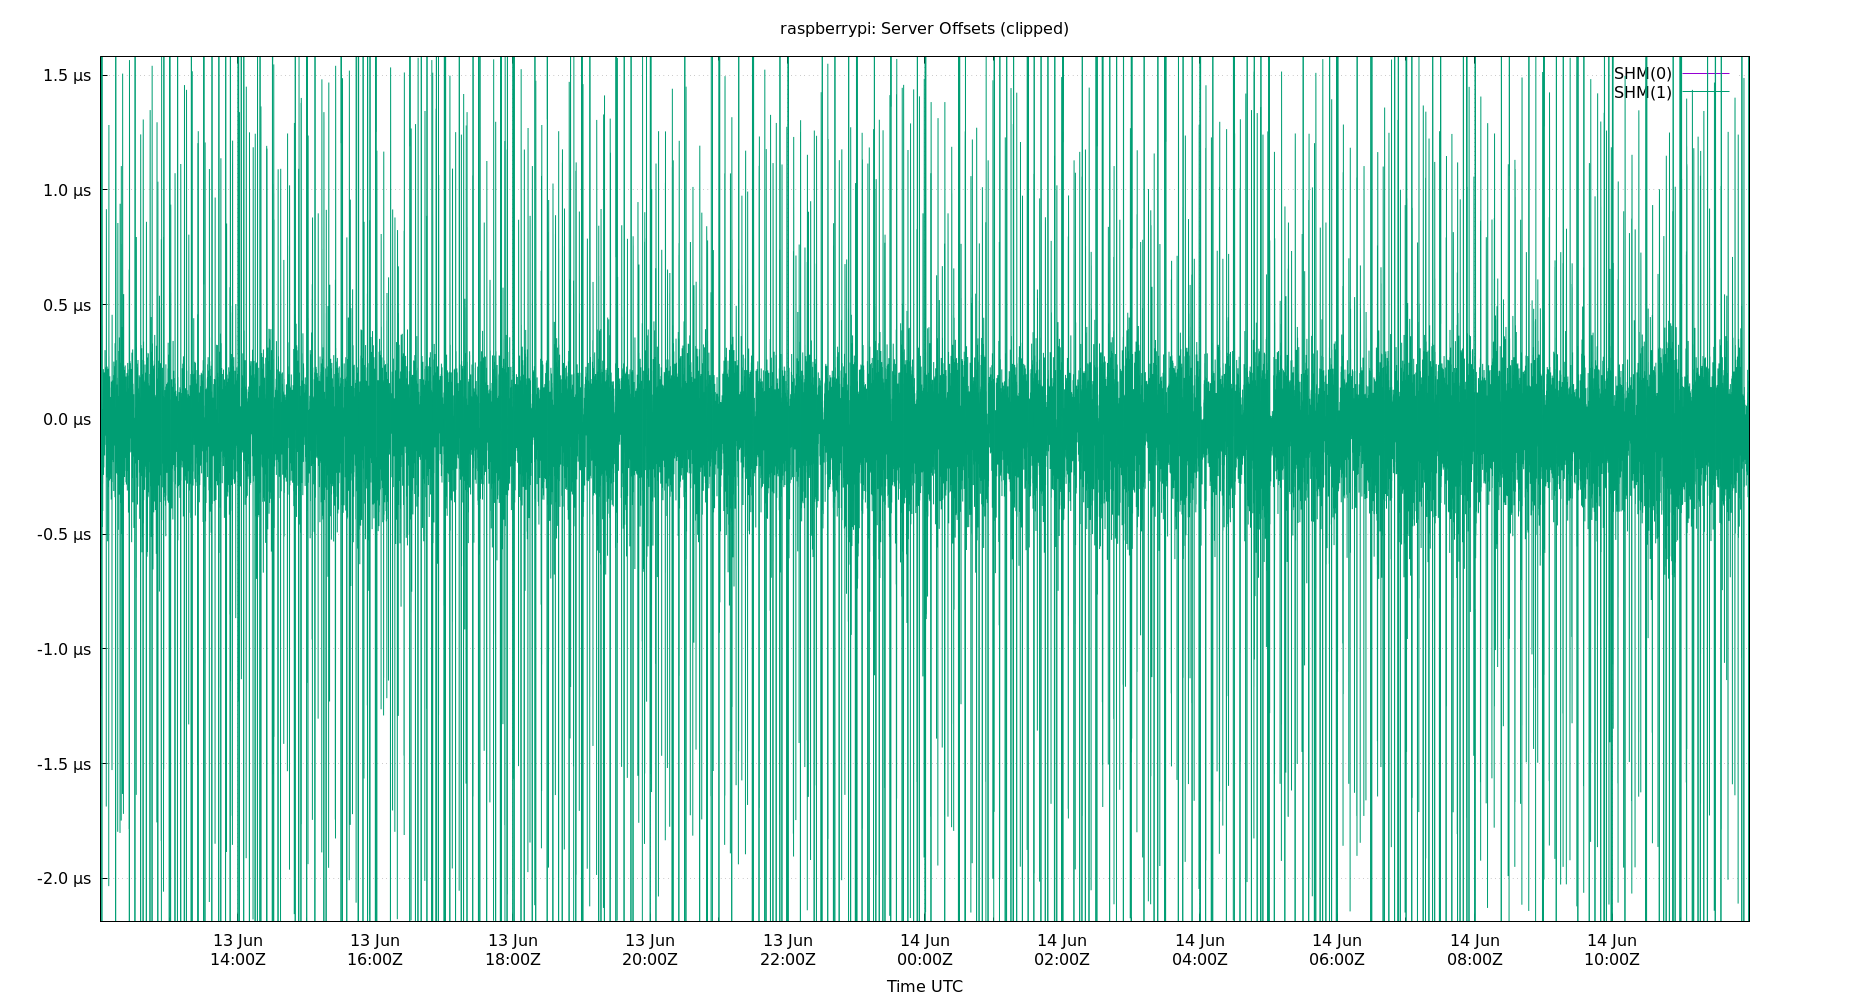 raspberrypi: Server Offsets (clipped)
SHM(0)
SHM(1)
1.5 µs
1.0 µs
0.5 µs
0.0 µs
-0.5 µs
-1.0 µs
-1.5 µs
-2.0 µs
13 Jun 13 Jun 13 Jun 13 Jun 13 Jun 14 Jun 14 Jun 14 Jun 14 Jun 14 Jun 14 Jun
14:00Z 16:00Z 18:00Z 20:00Z 22:00Z 00:00Z 02:00Z 04:00Z 06:00Z 08:00Z 10:00Z
Time UTC